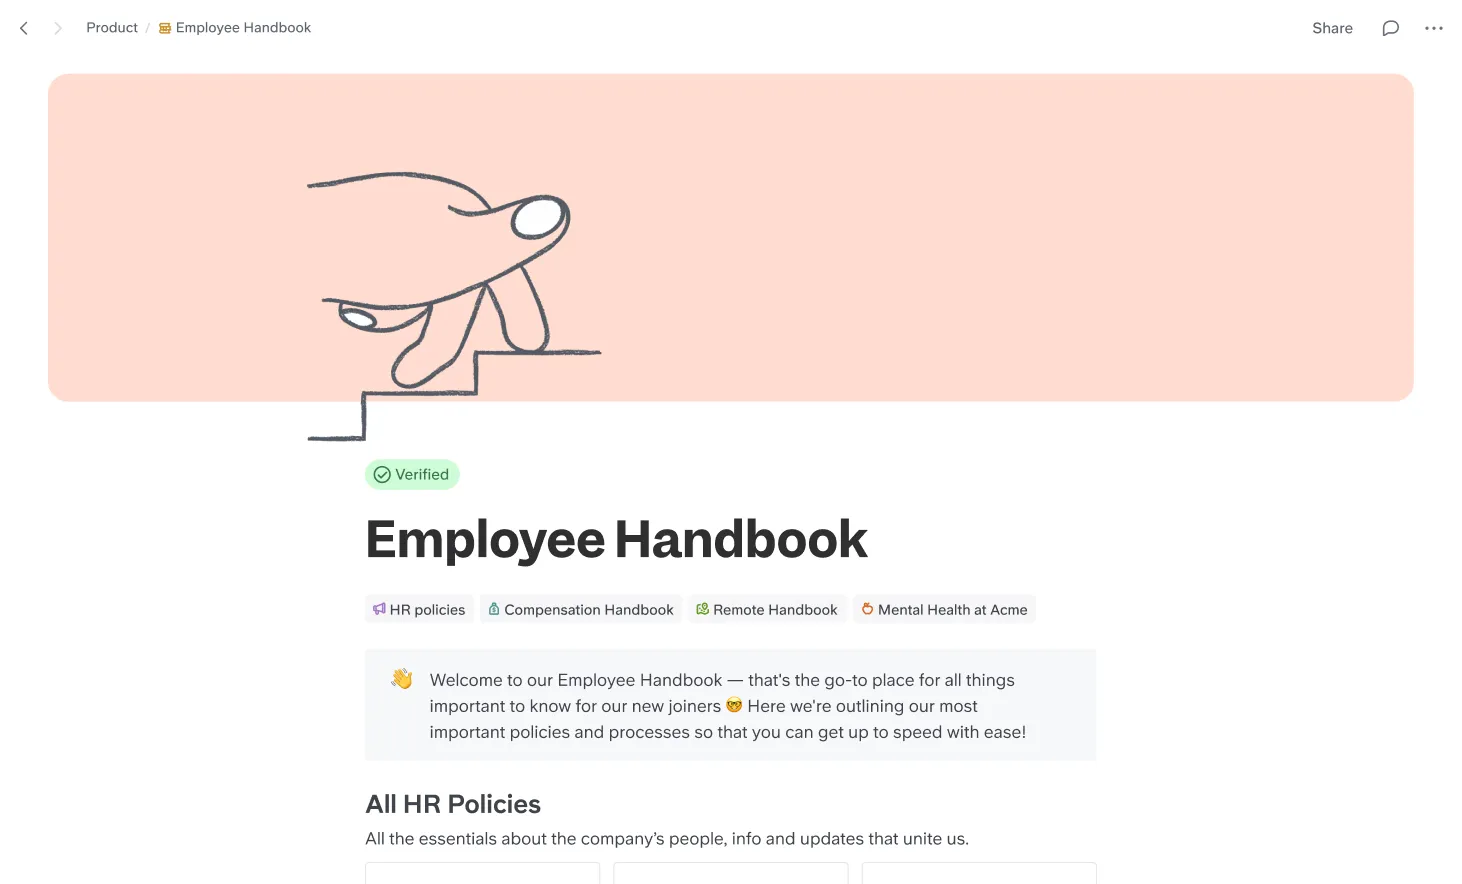 Product / Employee Handbook
Share
Verified
Employee Handbook
HR policies
Compensation Handbook
Remote Handbook
Mental Health at Acme
Welcome to our Employee Handbook — that's the go-to place for all things
important to know for our new joiners 🤓 Here we're outlining our most
important policies and processes so that you can get up to speed with ease!
All HR Policies
All the essentials about the company’s people, info and updates that unite us.